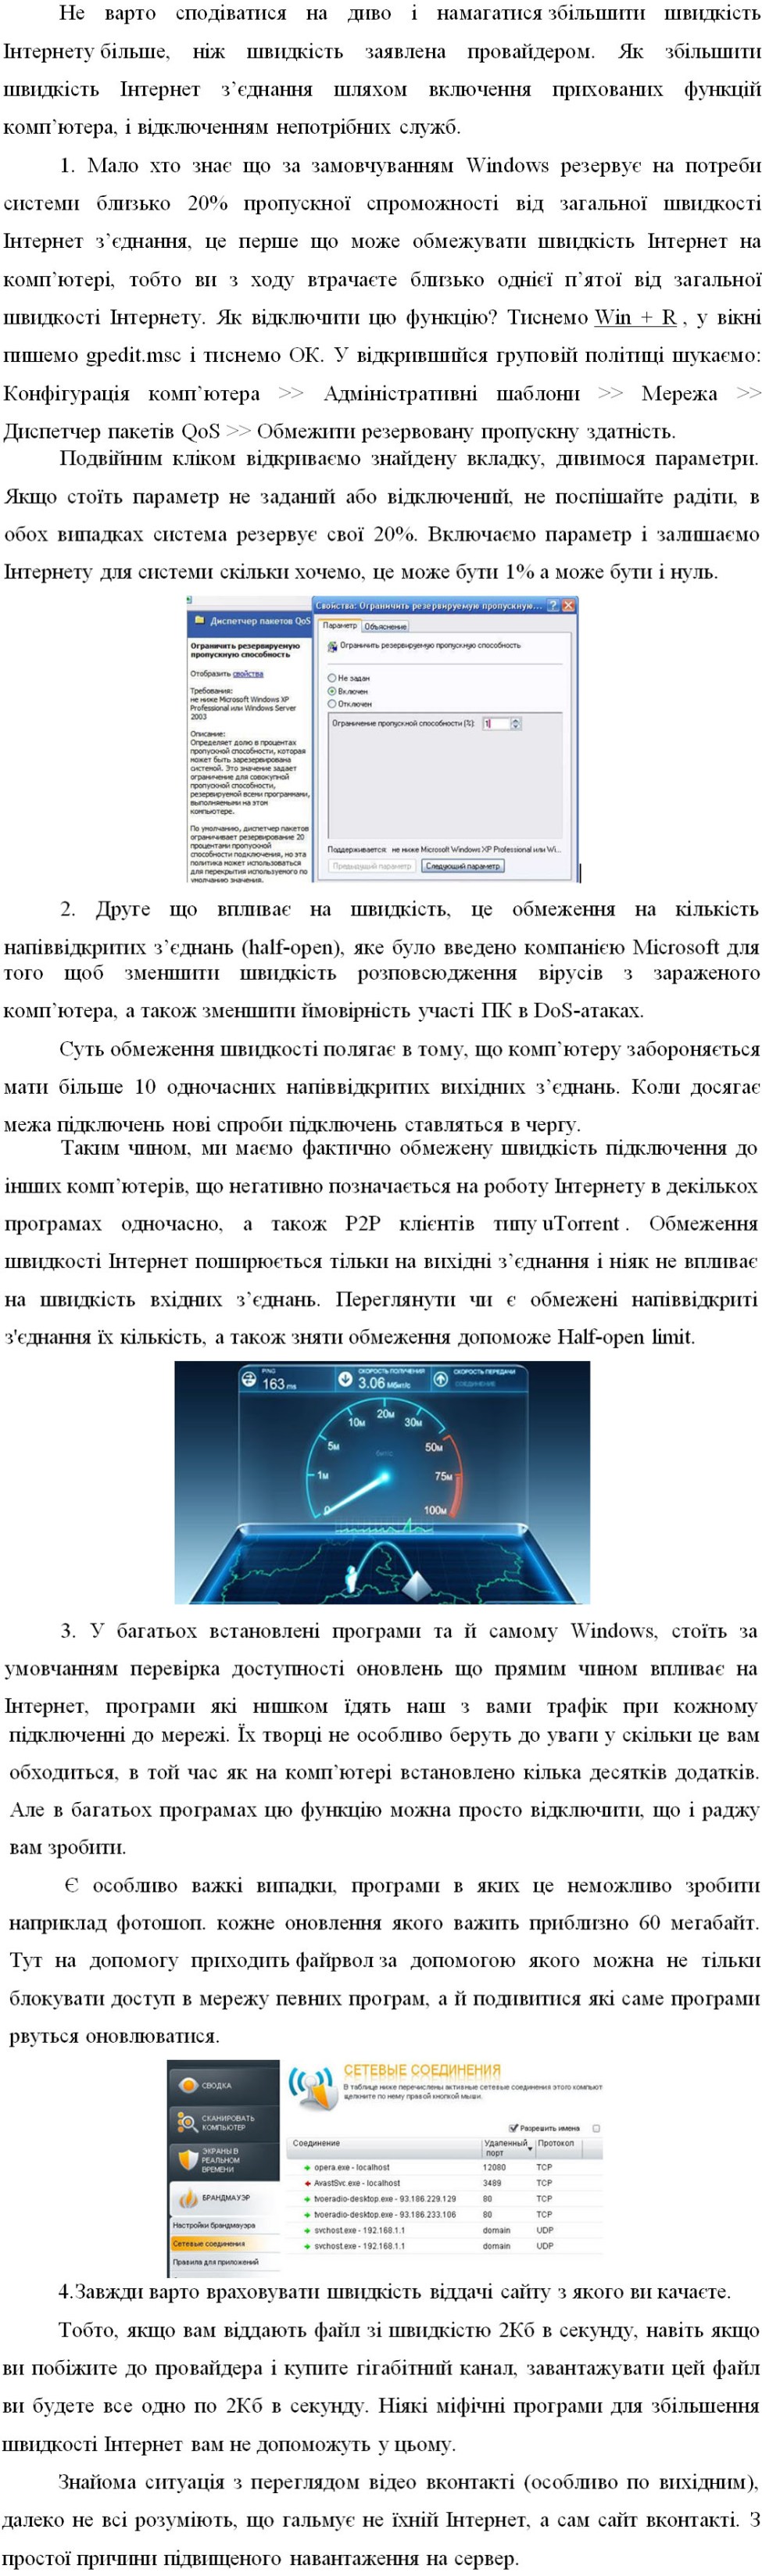 Не варто сподіватися на диво і намагатися збільшити швидкість
Інтернету більше, ніж швидкість заявлена провайдером. Як збільшити
швидкість Інтернет з’єднання шляхом включення прихованих функцій
комп’ютера, і відключенням непотрібних служб.
1. Мало хто знає що за замовчуванням Windows резервує на потреби
системи близько 20% пропускної спроможності від загальної швидкості
Інтернет з’єднання, це перше що може обмежувати швидкість Інтернет на
комп’ютері, тобто ви з ходу втрачаєте близько однієї п’ятої від загальної
швидкості Інтернету. Як відключити цю функцію? Тиснемо Win + R , у вікні
пишемо gpedit.msc і тиснемо ОК. У відкрившийся груповій політиці шукаємо:
Конфігурація комп’ютера >> Адміністративні шаблони >> Мережа >>
Диспетчер пакетів QoS >> Обмежити резервовану пропускну здатність.
Подвійним кліком відкриваємо знайдену вкладку, дивимося параметри.
Якщо стоїть параметр не заданий або відключений, не поспішайте радіти, в
обох випадках система резервує свої 20%. Включаємо параметр і залишаємо
Інтернету для системи скільки хочемо, це може бути 1% а може бути і нуль.
Свойства: Ограничить резервируемую пропускную...
Диспетчер пакетов QoS
Параметр Объяснение
Ограничить резервируемую
пропускную способность
Ограничить резервируемую пропускную способность
Отобразить свойства
Не задан
Включен
Отключен
Требования:
не ниже Microsoft Windows XP
Professional или Windows Server
2003
Ограничение пропускной способности (%): 1
Описание:
Определяет долю в процентах
пропускной способности, которая
может быть зарезервирована
системой. Это значение задает
ограничение для совокупной
пропускной способности,
резервируемой всеми программами,
выполняемыми на этом
компьютере.
По умолчанию, диспетчер пакетов
ограничивает резервирование 20
процентами пропускной
способности подключения, но эта
политика может использоваться
для перекрытия используемого по
умолчанию значения.
Поддерживается: не ниже Microsoft Windows XP Professional или Wi...
Предыдущий параметр Следующий параметр
2. Друге що впливає на швидкість, це обмеження на кількість
напіввідкритих з’єднань (half-open), яке було введено компанією Microsoft для
того щоб зменшити швидкість розповсюдження вірусів з зараженого
комп’ютера, а також зменшити ймовірність участі ПК в DoS-атаках.
Суть обмеження швидкості полягає в тому, що комп’ютеру забороняється
мати більше 10 одночасних напіввідкритих вихідних з’єднань. Коли досягає
межа підключень нові спроби підключень ставляться в чергу.
Таким чином, ми маємо фактично обмежену швидкість підключення до
інших комп’ютерів, що негативно позначається на роботу Інтернету в декількох
програмах одночасно, а також P2P клієнтів типу uTorrent . Обмеження
швидкості Інтернет поширюється тільки на вихідні з’єднання і ніяк не впливає
на швидкість вхідних з’єднань. Переглянути чи є обмежені напіввідкриті
з'єднання їх кількість, а також зняти обмеження допоможе Half-open limit.
PING СКОРОСТЬ ПОЛУЧЕНИЯ СКОРОСТЬ ПЕРЕДАЧИ
163 ms 3.06 Мбит/с СОЕДИНЕНИЕ
20м
10м 30м
5м 50м
1м 75м
0 100м
3. У багатьох встановлені програми та й самому Windows, стоїть за
умовчанням перевірка доступності оновлень що прямим чином впливає на
Інтернет, програми які нишком їдять наш з вами трафік при кожному
підключенні до мережі. Їх творці не особливо беруть до уваги у скільки це вам
обходиться, в той час як на комп’ютері встановлено кілька десятків додатків.
Але в багатьох програмах цю функцію можна просто відключити, що і раджу
вам зробити.
Є особливо важкі випадки, програми в яких це неможливо зробити
наприклад фотошоп. кожне оновлення якого важить приблизно 60 мегабайт.
Тут на допомогу приходить файрвол за допомогою якого можна не тільки
блокувати доступ в мережу певних програм, а й подивитися які саме програми
рвуться оновлюватися.
СВОДКА
СКАНИРОВАТЬ
КОМПЬЮТЕР
ЭКРАНЫ В
РЕАЛЬНОМ
ВРЕМЕНИ
БРАНДМАУЭР
Настройки брандмауэра
Сетевые соединения
Правила для приложений
СЕТЕВЫЕ СОЕДИНЕНИЯ
В таблице ниже перечислены активные сетевые соединения этого компьют
щелкните по нему правой кнопкой мыши.
Разрешить имена
Соединение Удаленный порт Протокол
opera.exe - localhost 12080 TCP
AvastSvc.exe - localhost 3489 TCP
tvoeradio-desktop.exe - 93.186.229.129 80 TCP
tvoeradio-desktop.exe - 93.186.233.106 80 TCP
svchost.exe - 192.168.1.1 domain UDP
svchost.exe - 192.168.1.1 domain UDP
4.Завжди варто враховувати швидкість віддачі сайту з якого ви качаєте.
Тобто, якщо вам віддають файл зі швидкістю 2Кб в секунду, навіть якщо
ви побіжите до провайдера і купите гігабітний канал, завантажувати цей файл
ви будете все одно по 2Кб в секунду. Ніякі міфічні програми для збільшення
швидкості Інтернет вам не допоможуть у цьому.
Знайома ситуація з переглядом відео вконтакті (особливо по вихідним),
далеко не всі розуміють, що гальмує не їхній Інтернет, а сам сайт вконтакті. З
простої причини підвищеного навантаження на сервер.